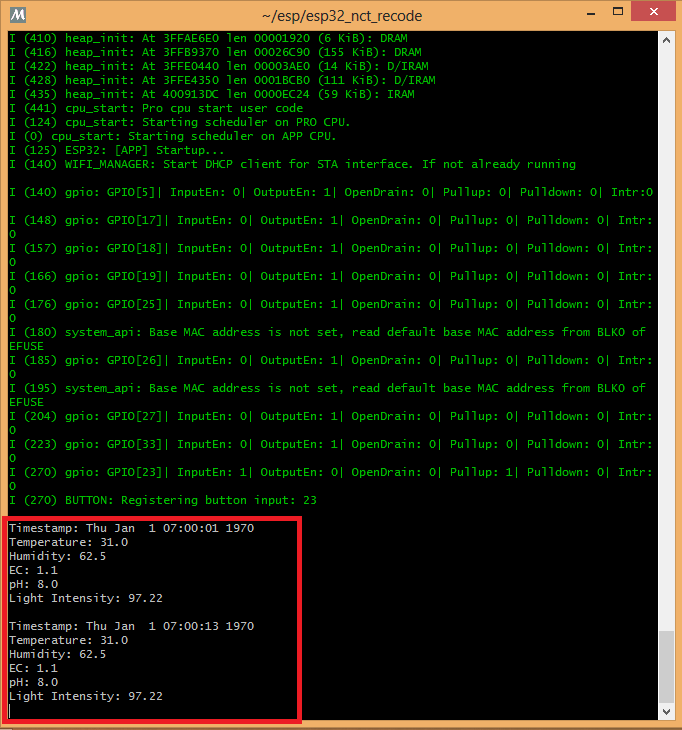 M
~/esp/esp32_nct_recode
I (410) heap_init: At 3FFAE6E0 len 00001920 (6 KiB): DRAM
I (416) heap_init: At 3FFB9370 len 00026C90 (155 KiB): DRAM
I (422) heap_init: At 3FFE0440 len 00003AE0 (14 KiB): D/IRAM
I (428) heap_init: At 3FFE4350 len 0001BCB0 (111 KiB): D/IRAM
I (435) heap_init: At 400913DC len 0000EC24 (59 KiB): IRAM
I (441) cpu_start: Pro cpu start user code
I (124) cpu_start: Starting scheduler on PRO CPU.
I (0) cpu_start: Starting scheduler on APP CPU.
I (125) ESP32: [APP] Startup...
I (140) WIFI_MANAGER: Start DHCP client for STA interface. If not already running
I (140) gpio: GPIO[5]| InputEn: 0| OutputEn: 1| OpenDrain: 0| Pullup: 0| Pulldown: 0| Intr:0
I (148) gpio: GPIO[17]| InputEn: 0| OutputEn: 1| OpenDrain: 0| Pullup: 0| Pulldown: 0| Intr:
0
I (157) gpio: GPIO[18]| InputEn: 0| OutputEn: 1| OpenDrain: 0| Pullup: 0| Pulldown: 0| Intr:
0
I (166) gpio: GPIO[19]| InputEn: 0| OutputEn: 1| OpenDrain: 0| Pullup: 0| Pulldown: 0| Intr:
0
I (176) gpio: GPIO[25]| InputEn: 0| OutputEn: 1| OpenDrain: 0| Pullup: 0| Pulldown: 0| Intr:
0
I (180) system_api: Base MAC address is not set, read default base MAC address from BLK0 of
EFUSE
I (185) gpio: GPIO[26]| InputEn: 0| OutputEn: 1| OpenDrain: 0| Pullup: 0| Pulldown: 0| Intr:
0
I (195) system_api: Base MAC address is not set, read default base MAC address from BLK0 of
EFUSE
I (204) gpio: GPIO[27]| InputEn: 0| OutputEn: 1| OpenDrain: 0| Pullup: 0| Pulldown: 0| Intr:
0
I (223) gpio: GPIO[33]| InputEn: 0| OutputEn: 1| OpenDrain: 0| Pullup: 0| Pulldown: 0| Intr:
0
I (270) gpio: GPIO[23]| InputEn: 1| OutputEn: 0| OpenDrain: 0| Pullup: 1| Pulldown: 0| Intr:
0
I (270) BUTTON: Registering button input: 23
Timestamp: Thu Jan  1 07:00:01 1970
Temperature: 31.0
Humidity: 62.5
EC: 1.1
pH: 8.0
Light Intensity: 97.22
Timestamp: Thu Jan  1 07:00:13 1970
Temperature: 31.0
Humidity: 62.5
EC: 1.1
pH: 8.0
Light Intensity: 97.22